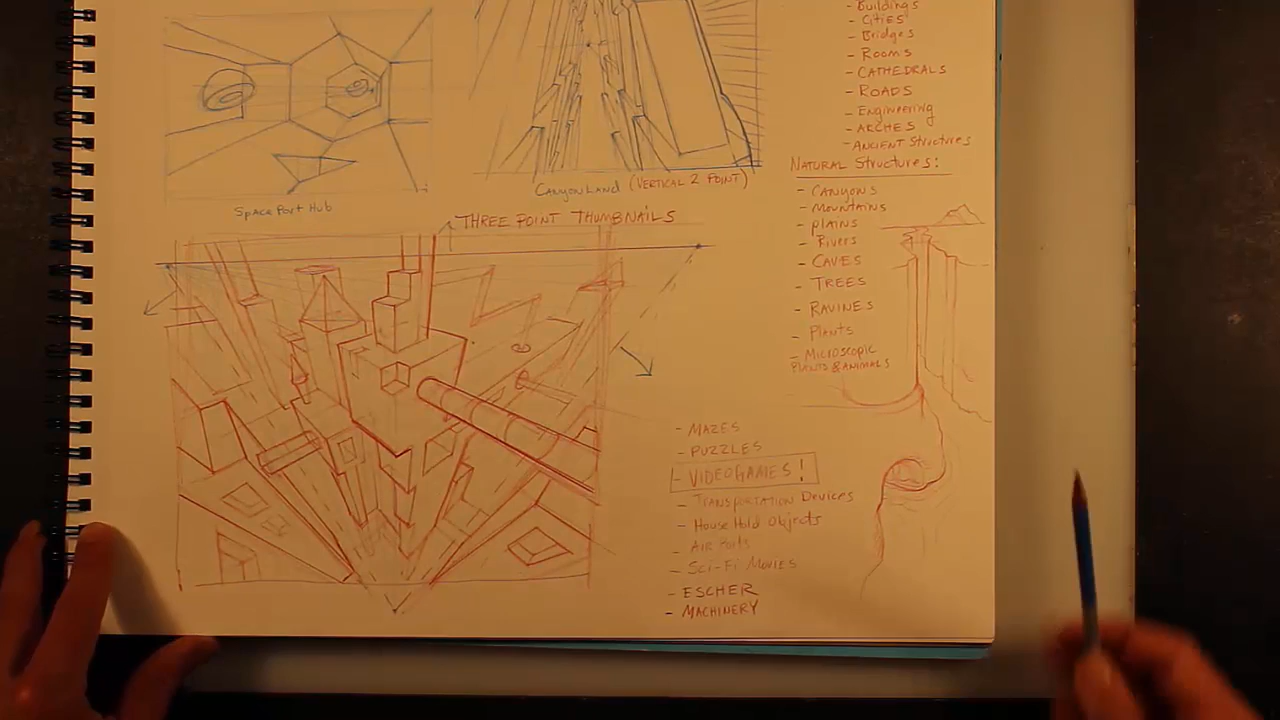 - Buildings
- Cities
- Bridges
- Rooms
- CATHEDRALS
- ROADS
- Engineering
- ARCHES
- ANCIENT Structures
NATURAL Structures:
- CANYONS
- Mountains
- plains
- Rivers
- CAVES
- TREES
- RAVINES
- Plants
- Microscopic
PLANTS & ANIMALS
CANYON LAND (VERTICAL 2 POINT)
Space Port Hub
THREE POINT THUMBNAILS
- MAZES
- PUZZLES
- VIDEOGAMES!
- TRANSPORTATION Devices
- House Hold Objects
- AIR
- Sci-Fi MOVIES
- ESCHER
- MACHINERY